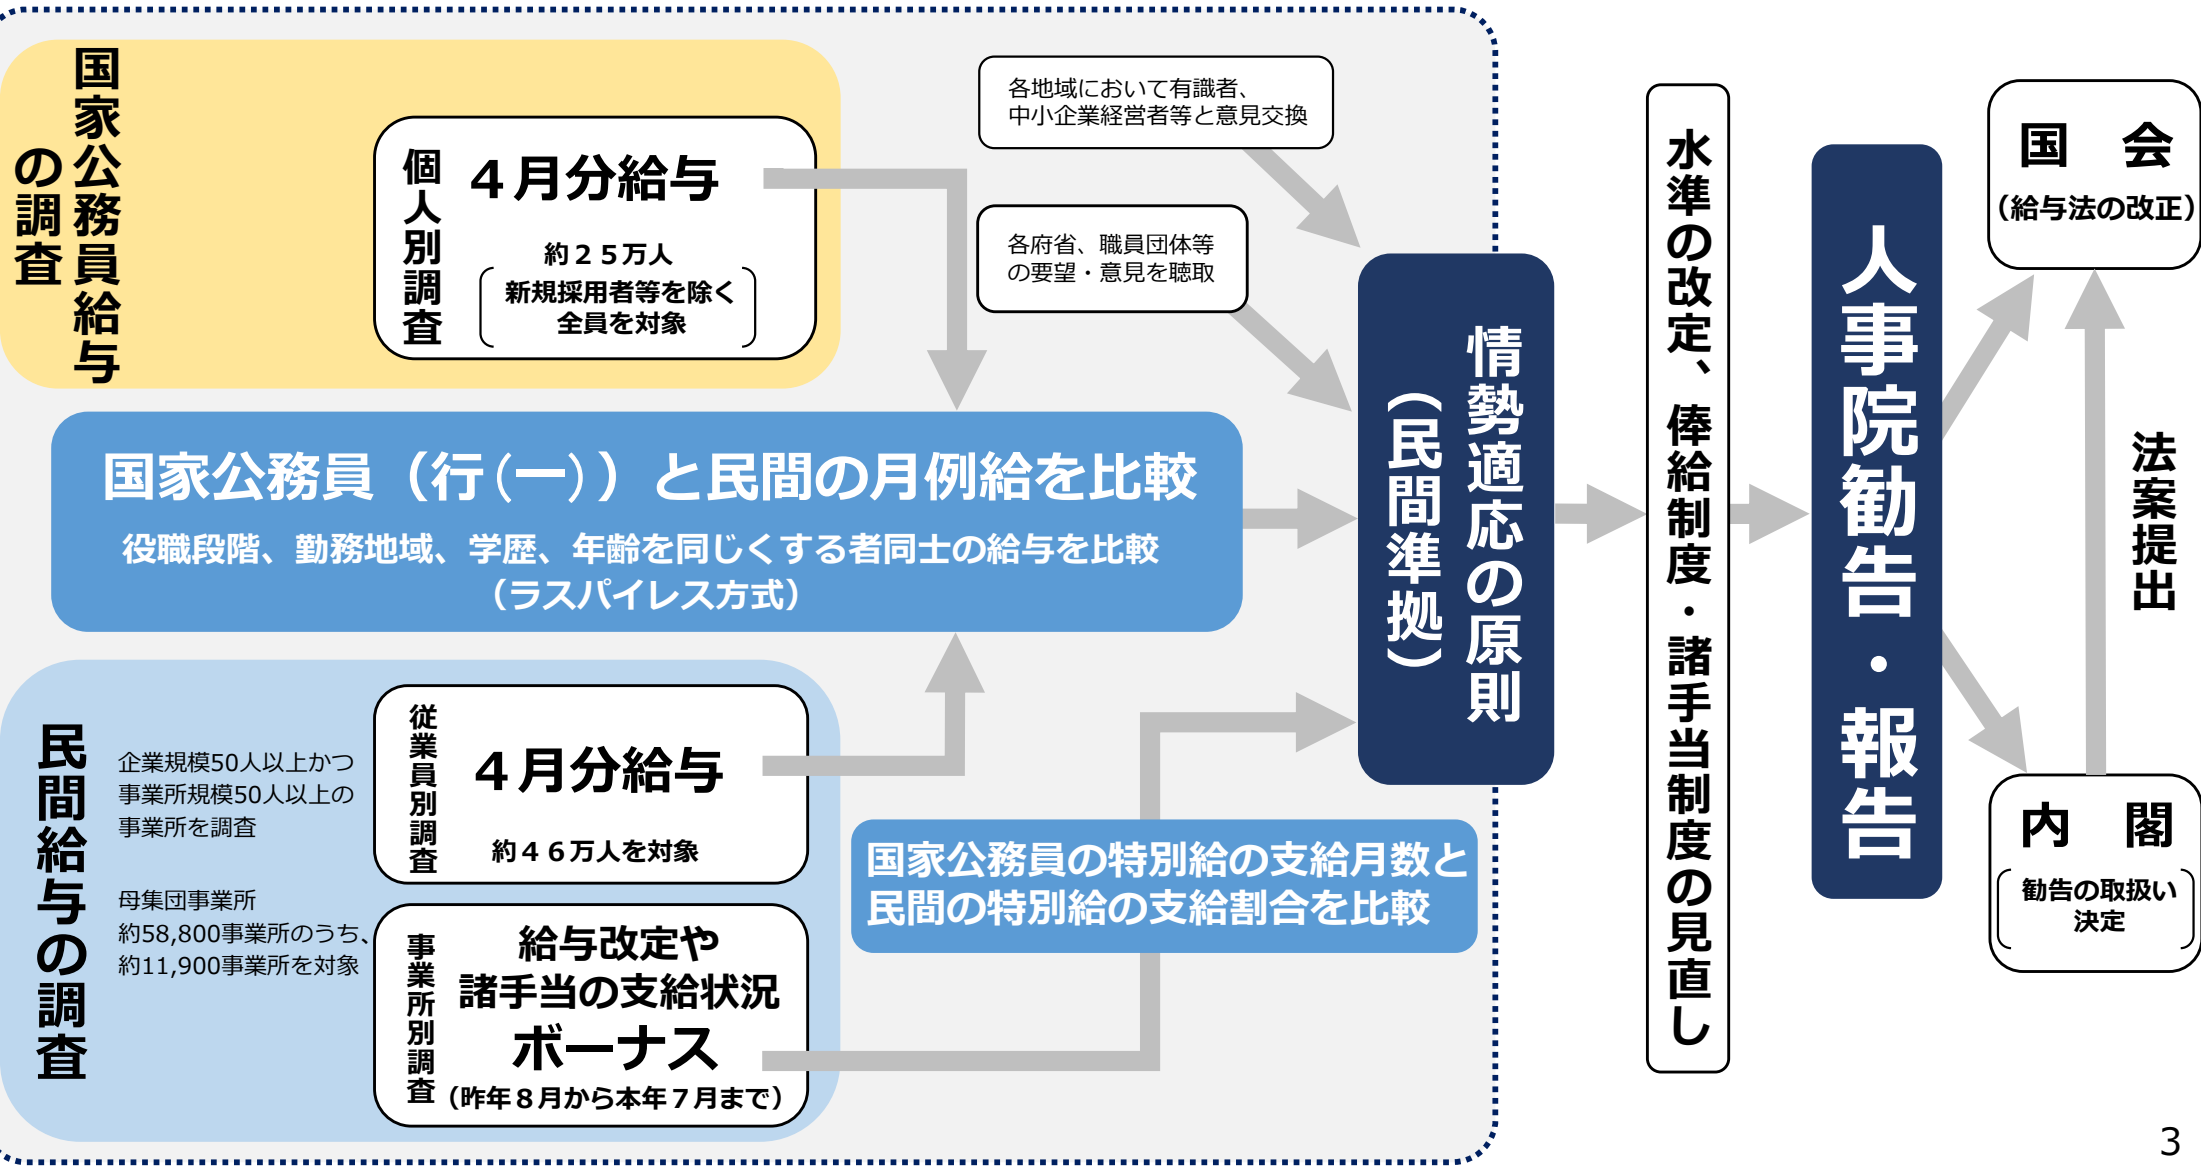 国家公務員給与
の調査
個人別調査
４月分給与
約２５万人
新規採用者等を除く
全員を対象
各地域において有識者、
中小企業経営者等と意見交換
各府省、職員団体等
の要望・意見を聴取
国家公務員（行(一)）と民間の月例給を比較
役職段階、勤務地域、学歴、年齢を同じくする者同士の給与を比較
（ラスパイレス方式）
民間給与の調査
企業規模50人以上かつ
事業所規模50人以上の
事業所を調査
母集団事業所
約58,800事業所のうち、
約11,900事業所を対象
従業員別調査
４月分給与
約４６万人を対象
事業所別調査
給与改定や
諸手当の支給状況
ボーナス
（昨年８月から本年７月まで）
国家公務員の特別給の支給月数と
民間の特別給の支給割合を比較
情勢適応の原則
（民間準拠）
水準の改定、俸給制度・諸手当制度の見直し
人事院勧告・報告
国　会
（給与法の改正）
法案提出
内　閣
勧告の取扱い
決定
3